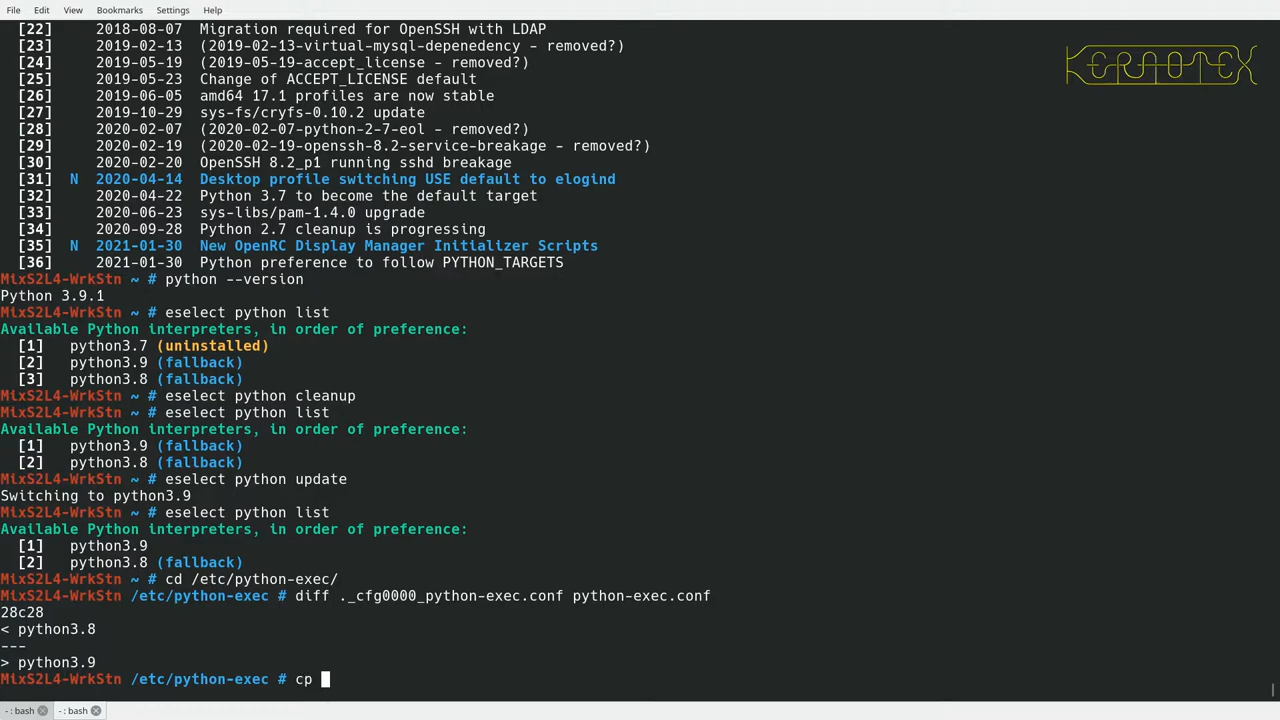 File Edit View Bookmarks Settings Help
[22] 2018-08-07 Migration required for OpenSSH with LDAP
[23] 2019-02-13 (2019-02-13-virtual-mysql-depenedency - removed?)
[24] 2019-05-19 (2019-05-19-accept_license - removed?)
[25] 2019-05-23 Change of ACCEPT_LICENSE default
[26] 2019-06-05 amd64 17.1 profiles are now stable
[27] 2019-10-29 sys-fs/cryfs-0.10.2 update
[28] 2020-02-07 (2020-02-07-python-2-7-eol - removed?)
[29] 2020-02-19 (2020-02-19-openssh-8.2-service-breakage - removed?)
[30] 2020-02-20 OpenSSH 8.2_p1 running sshd breakage
[31] N 2020-04-14 Desktop profile switching USE default to elogind
[32] 2020-04-22 Python 3.7 to become the default target
[33] 2020-06-23 sys-libs/pam-1.4.0 upgrade
[34] 2020-09-28 Python 2.7 cleanup is progressing
[35] N 2021-01-30 New OpenRC Display Manager Initializer Scripts
[36] 2021-01-30 Python preference to follow PYTHON_TARGETS
MixS2L4-WrkStn ~ # python --version
Python 3.9.1
MixS2L4-WrkStn ~ # eselect python list
Available Python interpreters, in order of preference:
[1] python3.7 (uninstalled)
[2] python3.9 (fallback)
[3] python3.8 (fallback)
MixS2L4-WrkStn ~ # eselect python cleanup
MixS2L4-WrkStn ~ # eselect python list
Available Python interpreters, in order of preference:
[1] python3.9 (fallback)
[2] python3.8 (fallback)
MixS2L4-WrkStn ~ # eselect python update
Switching to python3.9
MixS2L4-WrkStn ~ # eselect python list
Available Python interpreters, in order of preference:
[1] python3.9
[2] python3.8 (fallback)
MixS2L4-WrkStn ~ # cd /etc/python-exec/
MixS2L4-WrkStn /etc/python-exec # diff ._cfg0000_python-exec.conf python-exec.conf
28c28
< python3.8
---
> python3.9
MixS2L4-WrkStn /etc/python-exec # cp
- : bash - : bash